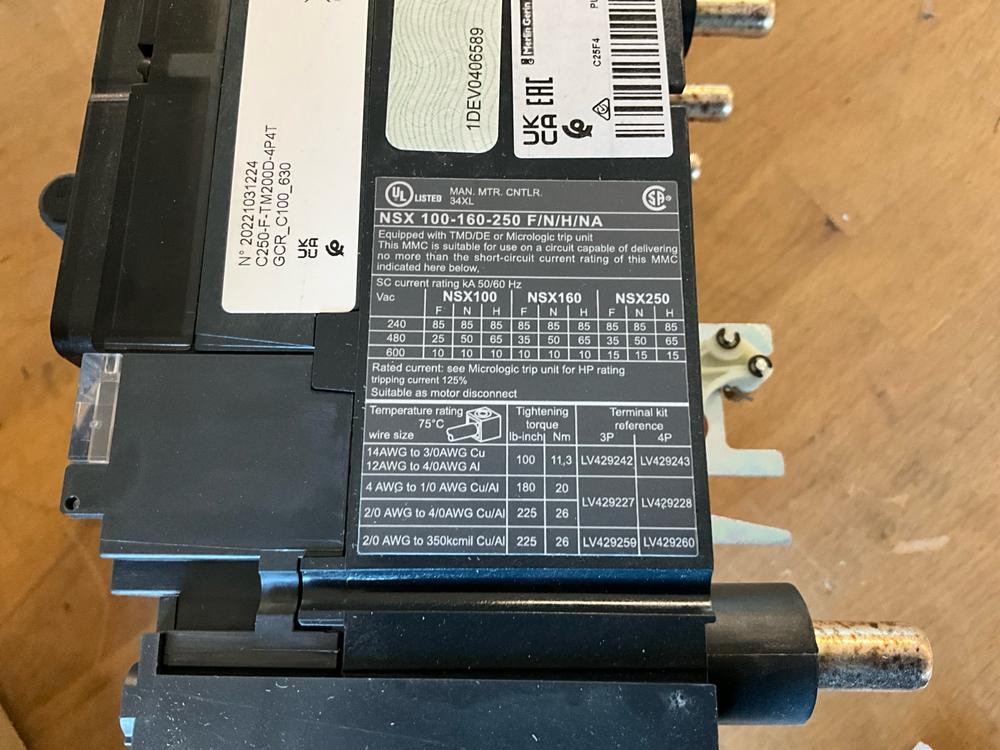 N° 20221031224
C250-F-TM200D-4P4T
GCR_C100_630
UK
CA
1DEV0406589
Merlin Gerin
C25F4
UK
CA
EAC
UL LISTED MAN. MTR. CNTLR.
34XL
SP®
NSX 100-160-250 F/N/H/NA
Equipped with TMD/DE or Micrologic trip unit
This MMC is suitable for use on a circuit capable of delivering
no more than the short-circuit current rating of this MMC
indicated here below,
SC current rating kA 50/60 Hz
Vac NSX100 NSX160 NSX250
F N H F N H F N H
240 85 85 85 85 85 85 85 85 85
480 25 50 65 35 50 65 35 50 65
600 10 10 10 10 10 10 15 15 15
Rated current: see Micrologic trip unit for HP rating
tripping current 125%
Suitable as motor disconnect
Temperature rating
75°C
wire size
Tightening
torque
lb-inch Nm
Terminal kit
reference
3P 4P
14AWG to 3/0AWG Cu
12AWG to 4/0AWG Al
100 11,3 LV429242 LV429243
4 AWG to 1/0 AWG Cu/Al 180 20
LV429227 LV429228
2/0 AWG to 4/0AWG Cu/Al 225 26
2/0 AWG to 350kcmil Cu/Al 225 26 LV429259 LV429260